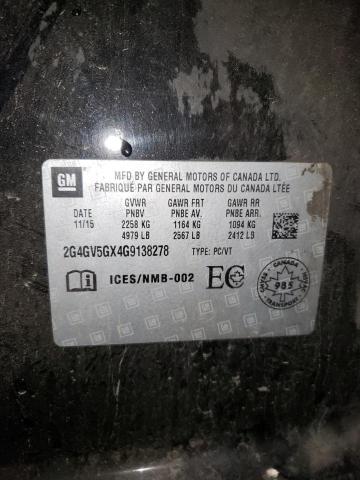 GM
MFD BY GENERAL MOTORS OF CANADA LTD.
FABRIQUÉ PAR GENERAL MOTORS DU CANADA LTÉE
GVWR GAWR FRT GAWR RR
PNBV PNBE AV. PNBE ARR.
11/15 2258 KG 1164 KG 1094 KG
4979 LB 2567 LB 2412 LB
2G4GV5GX4G9138278 TYPE: PC/VT
ICES/NMB-002 EC
CANADA
985
TRANSPORT